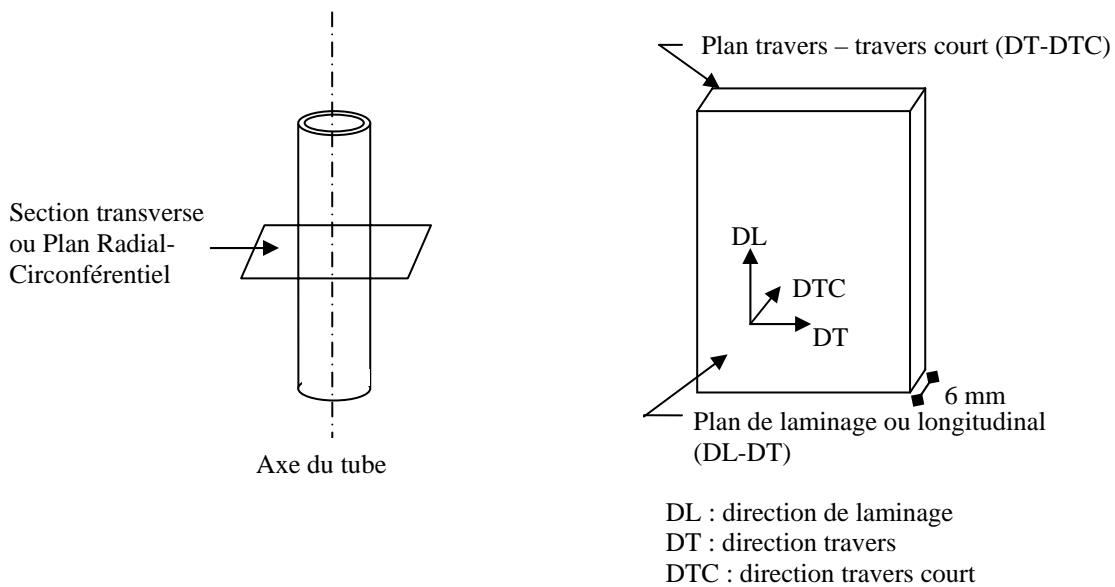 Section transverse
ou Plan Radial-
Circonférentiel
Axe du tube
Plan travers – travers court (DT-DTC)
DL
DTC
DT
6 mm
Plan de laminage ou longitudinal
(DL-DT)
DL : direction de laminage
DT : direction travers
DTC : direction travers court